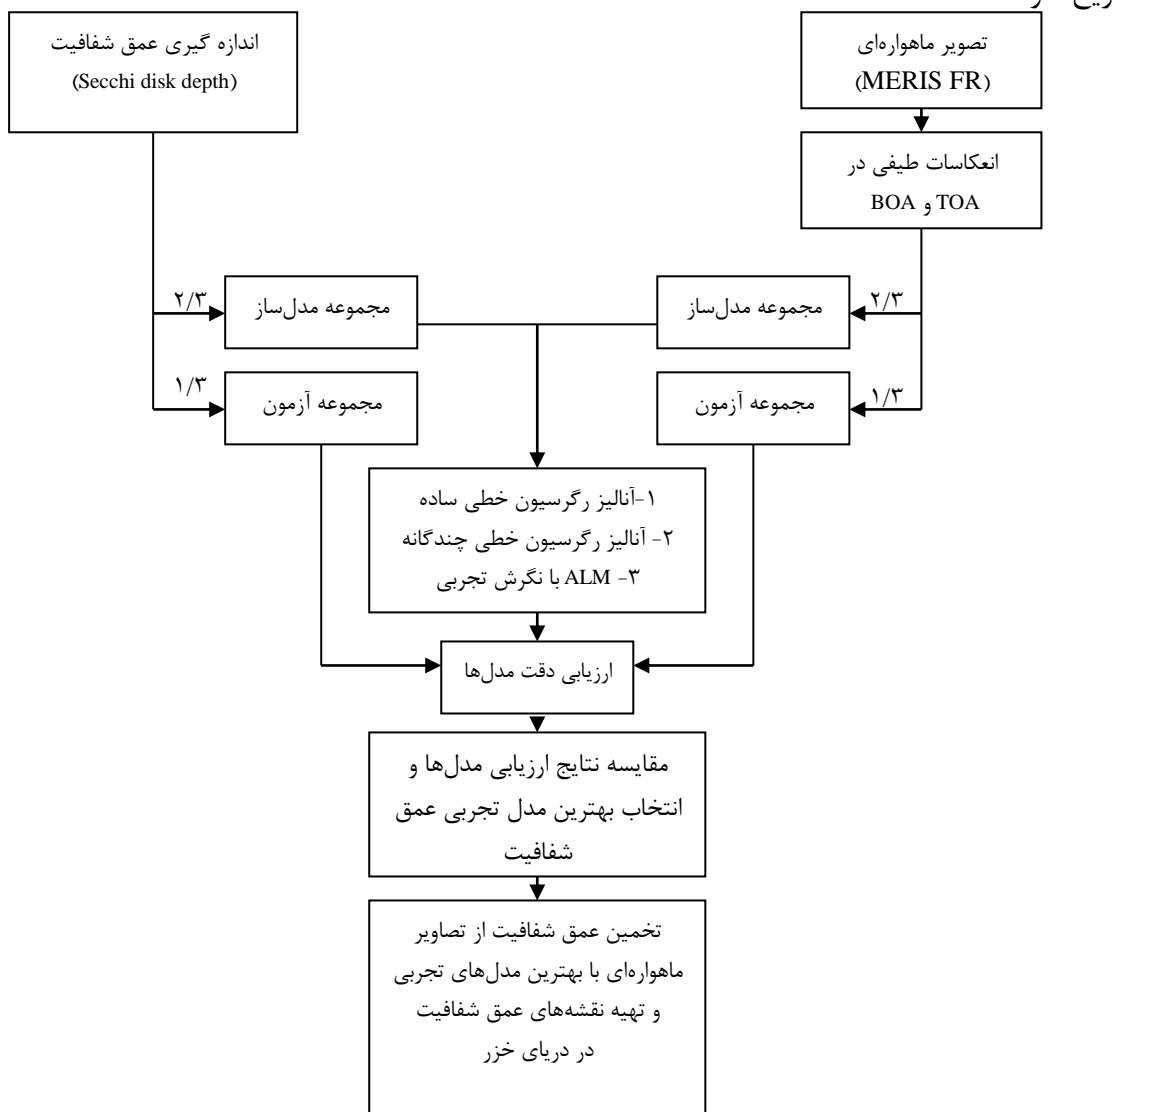 تصویر ماهواره‌ای
(MERIS FR)
اندازه گیری عمق شفافیت
(Secchi disk depth)
انعکاسات طیفی در
TOA و BOA
۲/۳
مجموعه مدل‌ساز
۲/۳
مجموعه مدل‌ساز
۱/۳
مجموعه آزمون
۱/۳
مجموعه آزمون
۱-آنالیز رگرسیون خطی ساده
۲- آنالیز رگرسیون خطی چندگانه
۳- ALM با نگرش تجربی
ارزیابی دقت مدل‌ها
مقایسه نتایج ارزیابی مدل‌ها و
انتخاب بهترین مدل تجربی عمق
شفافیت
تخمین عمق شفافیت از تصاویر
ماهواره‌ای با بهترین مدل‌های تجربی
و تهیه نقشه‌های عمق شفافیت
در دریای خزر